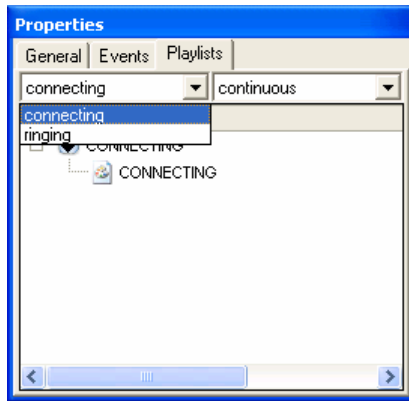 Properties
General Events Playlists
connecting continuous
connecting
ringing
CONNECTING
CONNECTING